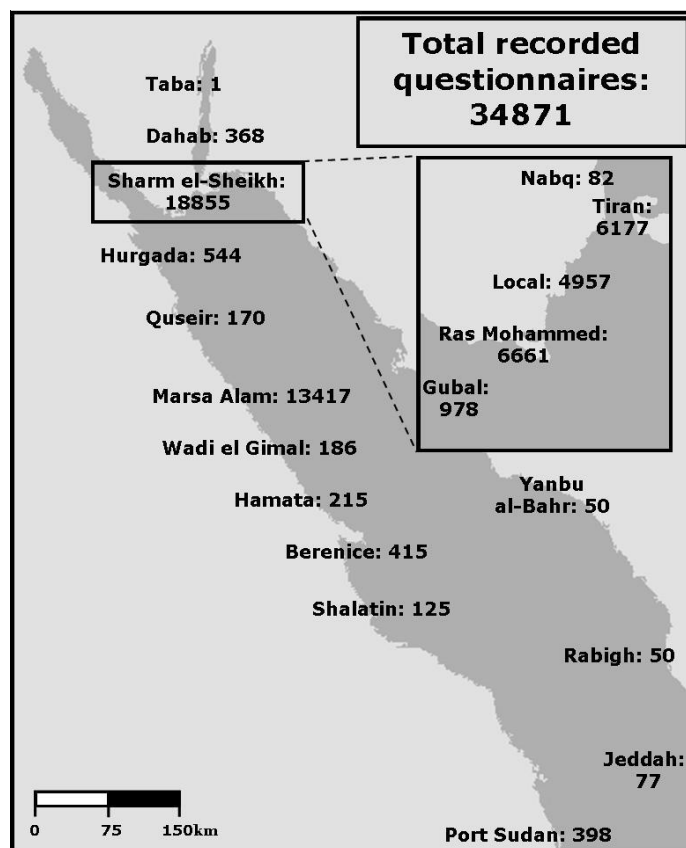 Total recorded
questionnaires:
34871
Taba: 1
Dahab: 368
Sharm el-Sheikh:
18855
Nabq: 82
Tiran:
6177
Hurgada: 544
Local: 4957
Quseir: 170
Ras Mohammed:
6661
Gubal:
978
Marsa Alam: 13417
Wadi el Gimal: 186
Yanbu
al-Bahr: 50
Hamata: 215
Berenice: 415
Shalatin: 125
Rabigh: 50
Jeddah:
77
0 75 150km
Port Sudan: 398